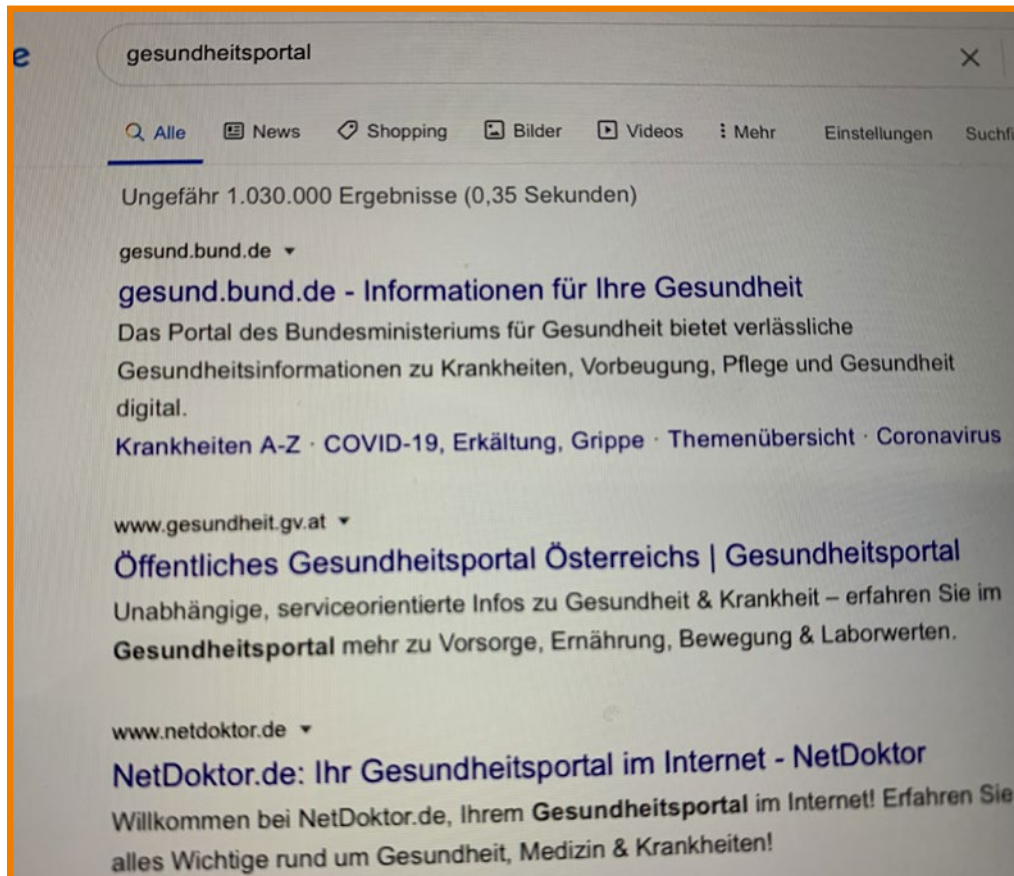 e
gesundheitsportal
Alle News Shopping Bilder Videos Mehr Einstellungen Suchfi
Ungefähr 1.030.000 Ergebnisse (0,35 Sekunden)
gesund.bund.de
gesund.bund.de - Informationen für Ihre Gesundheit
Das Portal des Bundesministeriums für Gesundheit bietet verlässliche
Gesundheitsinformationen zu Krankheiten, Vorbeugung, Pflege und Gesundheit
digital.
Krankheiten A-Z · COVID-19, Erkältung, Grippe · Themenübersicht · Coronavirus
www.gesundheit.gv.at
Öffentliches Gesundheitsportal Österreichs | Gesundheitsportal
Unabhängige, serviceorientierte Infos zu Gesundheit & Krankheit – erfahren Sie im
Gesundheitsportal mehr zu Vorsorge, Ernährung, Bewegung & Laborwerten.
www.netdoktor.de
NetDoktor.de: Ihr Gesundheitsportal im Internet - NetDoktor
Willkommen bei NetDoktor.de, Ihrem Gesundheitsportal im Internet! Erfahren Sie
alles Wichtige rund um Gesundheit, Medizin & Krankheiten!